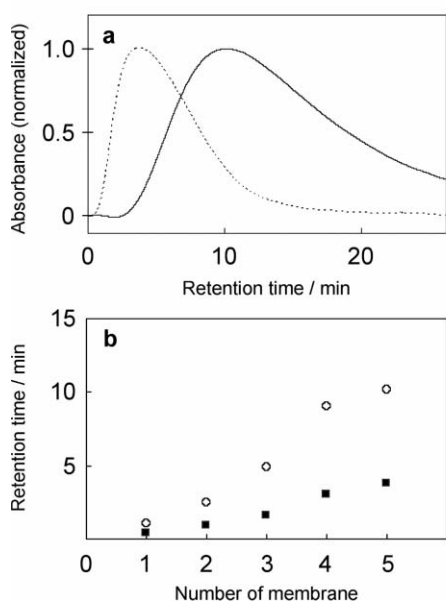 a
1.0
0.5
0
Absorbance (normalized)
0 10 20
Retention time / min
b
15
10
5
Retention time / min
0 1 2 3 4 5
Number of membrane